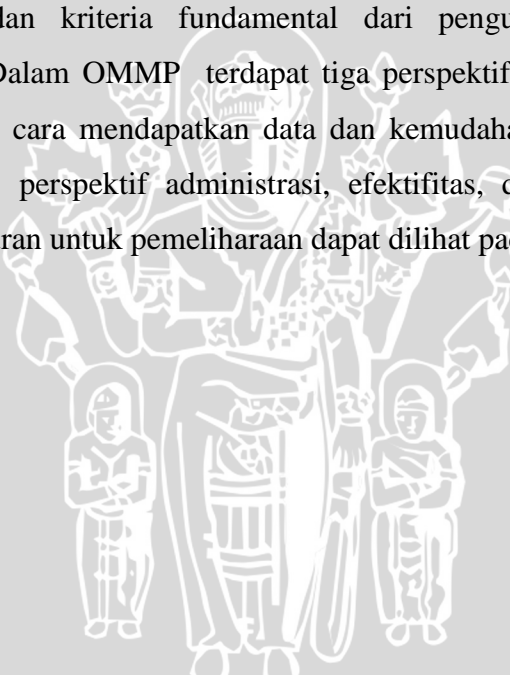 dan kriteria fundamental dari pengu
Dalam OMMP terdapat tiga perspektif
cara mendapatkan data dan kemudaha
perspektif administrasi, efektifitas, d
ran untuk pemeliharaan dapat dilihat pad